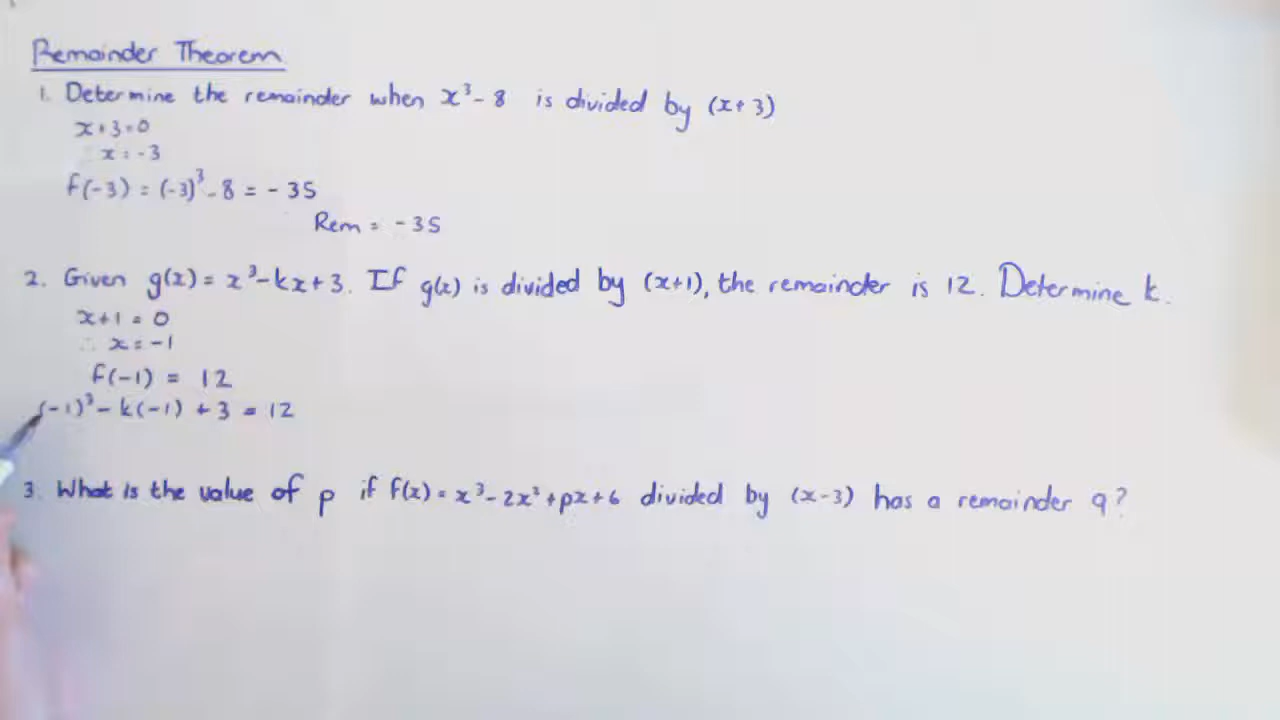 Remainder Theorem
1. Determine the remainder when x³ - 8 is divided by (x + 3)
x + 3 = 0
∴ x = -3
f(-3) = (-3)³ - 8 = - 35
Rem = - 35
2. Given g(x) = x³ - kx + 3. If g(x) is divided by (x+1), the remainder is 12. Determine k.
x + 1 = 0
∴ x = -1
f(-1) = 12
(-1)³ - k(-1) + 3 = 12
3. What is the value of p if f(x) = x³ - 2x² + px + 6 divided by (x - 3) has a remainder 9?